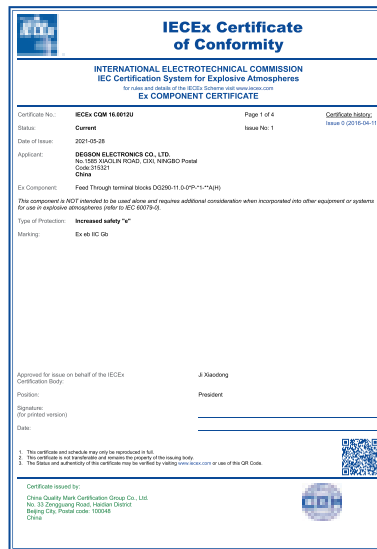 IECEx Certificate
of Conformity
INTERNATIONAL ELECTROTECHNICAL COMMISSION
IEC Certification System for Explosive Atmospheres
for rules and details of the IECEx Scheme visit www.iecex.com
Ex COMPONENT CERTIFICATE
Certificate No.: IECEx CQM 16.0012U Page 1 of 4 Certificate history:
Issue 0 (2016-04-11
Status: Current Issue No: 1
Date of Issue: 2021-05-28
Applicant: DEGSON ELECTRONICS CO., LTD.
No.1585 XIAOLIN ROAD, CIXI, NINGBO Postal
Code:315321
China
Ex Component: Feed Through terminal blocks DG290-11.0-0*P-*1-**A(H)
This component is NOT intended to be used alone and requires additional consideration when incorporated into other equipment or systems
for use in explosive atmospheres (refer to IEC 60079-0).
Type of Protection: Increased safety "e"
Marking: Ex eb IIC Gb
Approved for issue on behalf of the IECEx Ji Xiaodong
Certification Body:
Position: President
Signature:
(for printed version)
Date:
1. This certificate and schedule may only be reproduced in full.
2. This certificate is not transferable and remains the property of the issuing body.
3. The Status and authenticity of this certificate may be verified by visiting www.iecex.com or use of this QR Code.
Certificate issued by:
China Quality Mark Certification Group Co., Ltd.
No. 33 Zengguang Road, Haidian District
Beijing City, Postal code: 100048
China